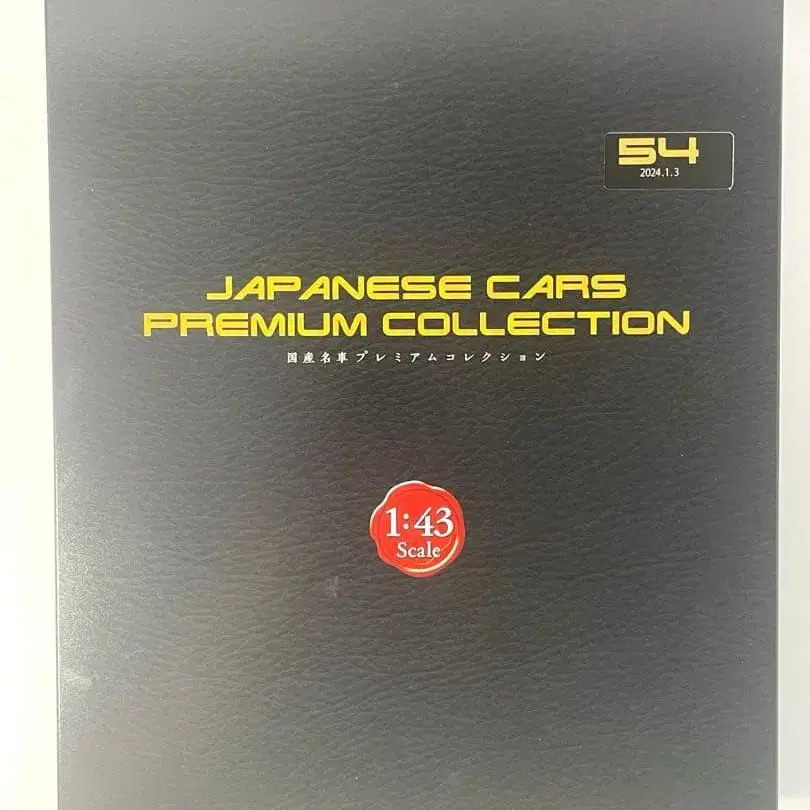 54
2024.1.3
JAPANESE CARS
PREMIUM COLLECTION
国産名車プレミアムコレクション
1:43
Scale